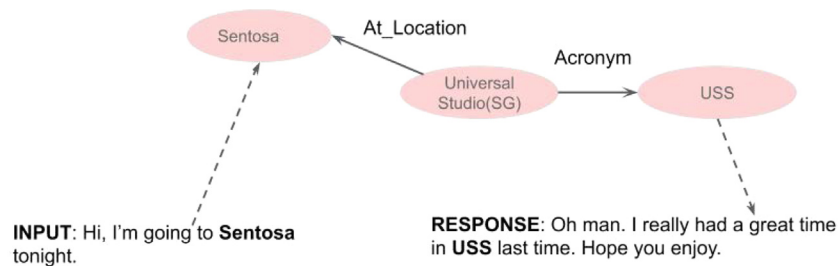 Sentosa
At_Location
Universal
Studio(SG)
Acronym
USS
INPUT: Hi, I'm going to Sentosa
tonight.
RESPONSE: Oh man. I really had a great time
in USS last time. Hope you enjoy.